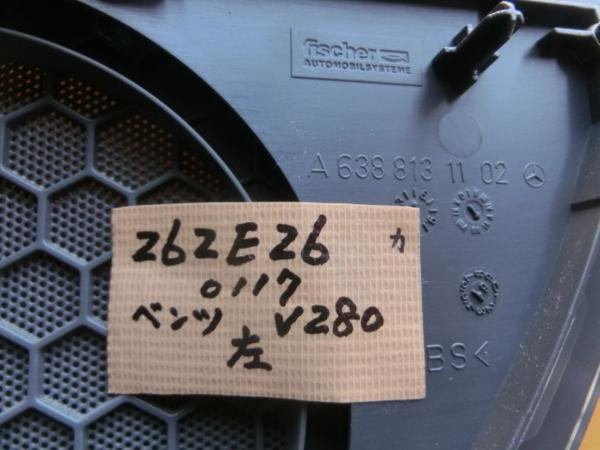 fischer
AUTOMOBILSYSTEME
A 638 813 11 02
262E26 カ
0117
ベンツ V280
左
BS<